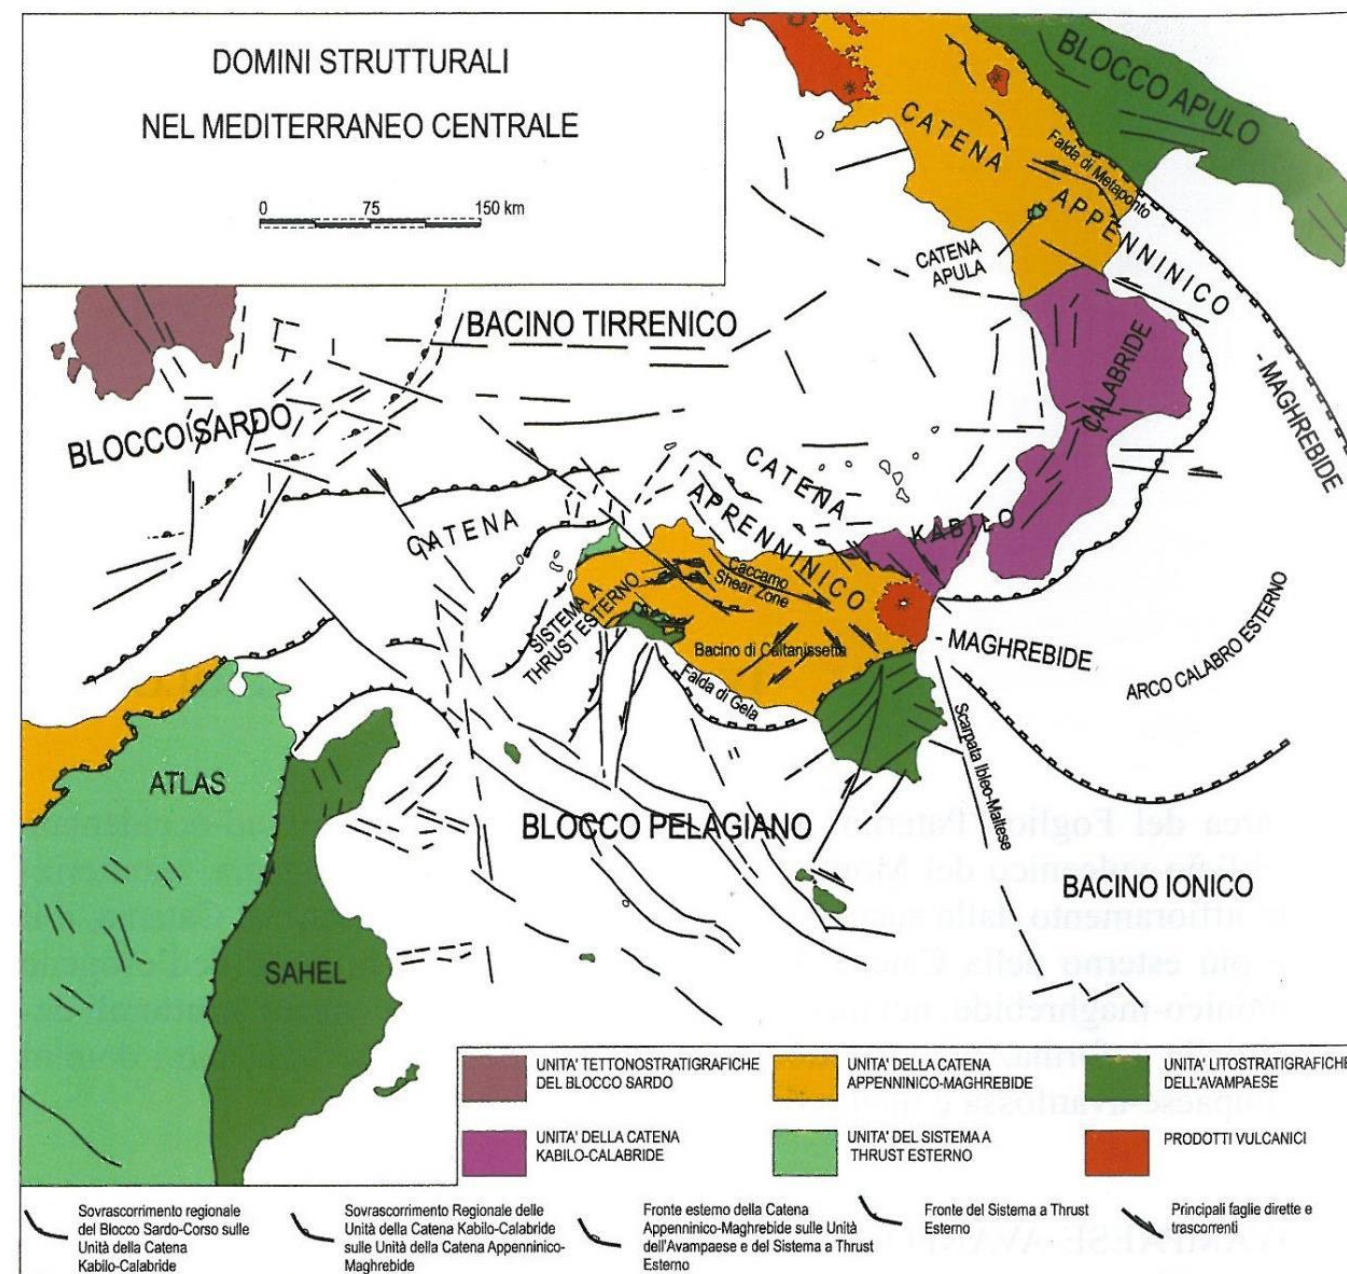 DOMINI STRUTTURALI
NEL MEDITERRANEO CENTRALE
0 75 150 km
BLOCCO APULO
CATENA
Falda di Metaponto
APPENNINICO
CATENA
APULA
- MAGHREBIDE
BACINO TIRRENICO
CALABRIDE
BLOCCO SARDO
CATENA
APPENNINICO
CATENA
KABILO
Caccamo
Shear Zone
SISTEMA A
THRUST ESTERNO
Bacino di Caltanissetta
Falda di Gela
- MAGHREBIDE
ARCO CALABRO ESTERNO
Scarpata Ibleo-Maltese
ATLAS
BLOCCO PELAGIANO
BACINO IONICO
SAHEL
UNITA' TETTONOSTRATIGRAFICHE
DEL BLOCCO SARDO
UNITA' DELLA CATENA
APPENNINICO-MAGHREBIDE
UNITA' LITOSTRATIGRAFICHE
DELL'AVAMPAESE
UNITA' DELLA CATENA
KABILO-CALABRIDE
UNITA' DEL SISTEMA A
THRUST ESTERNO
PRODOTTI VULCANICI
Sovrascorrimento regionale
del Blocco Sardo-Corso sulle
Unità della Catena
Kabilo-Calabride
Sovrascorrimento Regionale delle
Unità della Catena Kabilo-Calabride
sulle Unità della Catena Appenninico-
Maghrebide
Fronte esterno della Catena
Appenninico-Maghrebide sulle Unità
dell'Avampaese e del Sistema a Thrust
Esterno
Fronte del Sistema a Thrust
Esterno
Principali faglie dirette e
trascorrenti